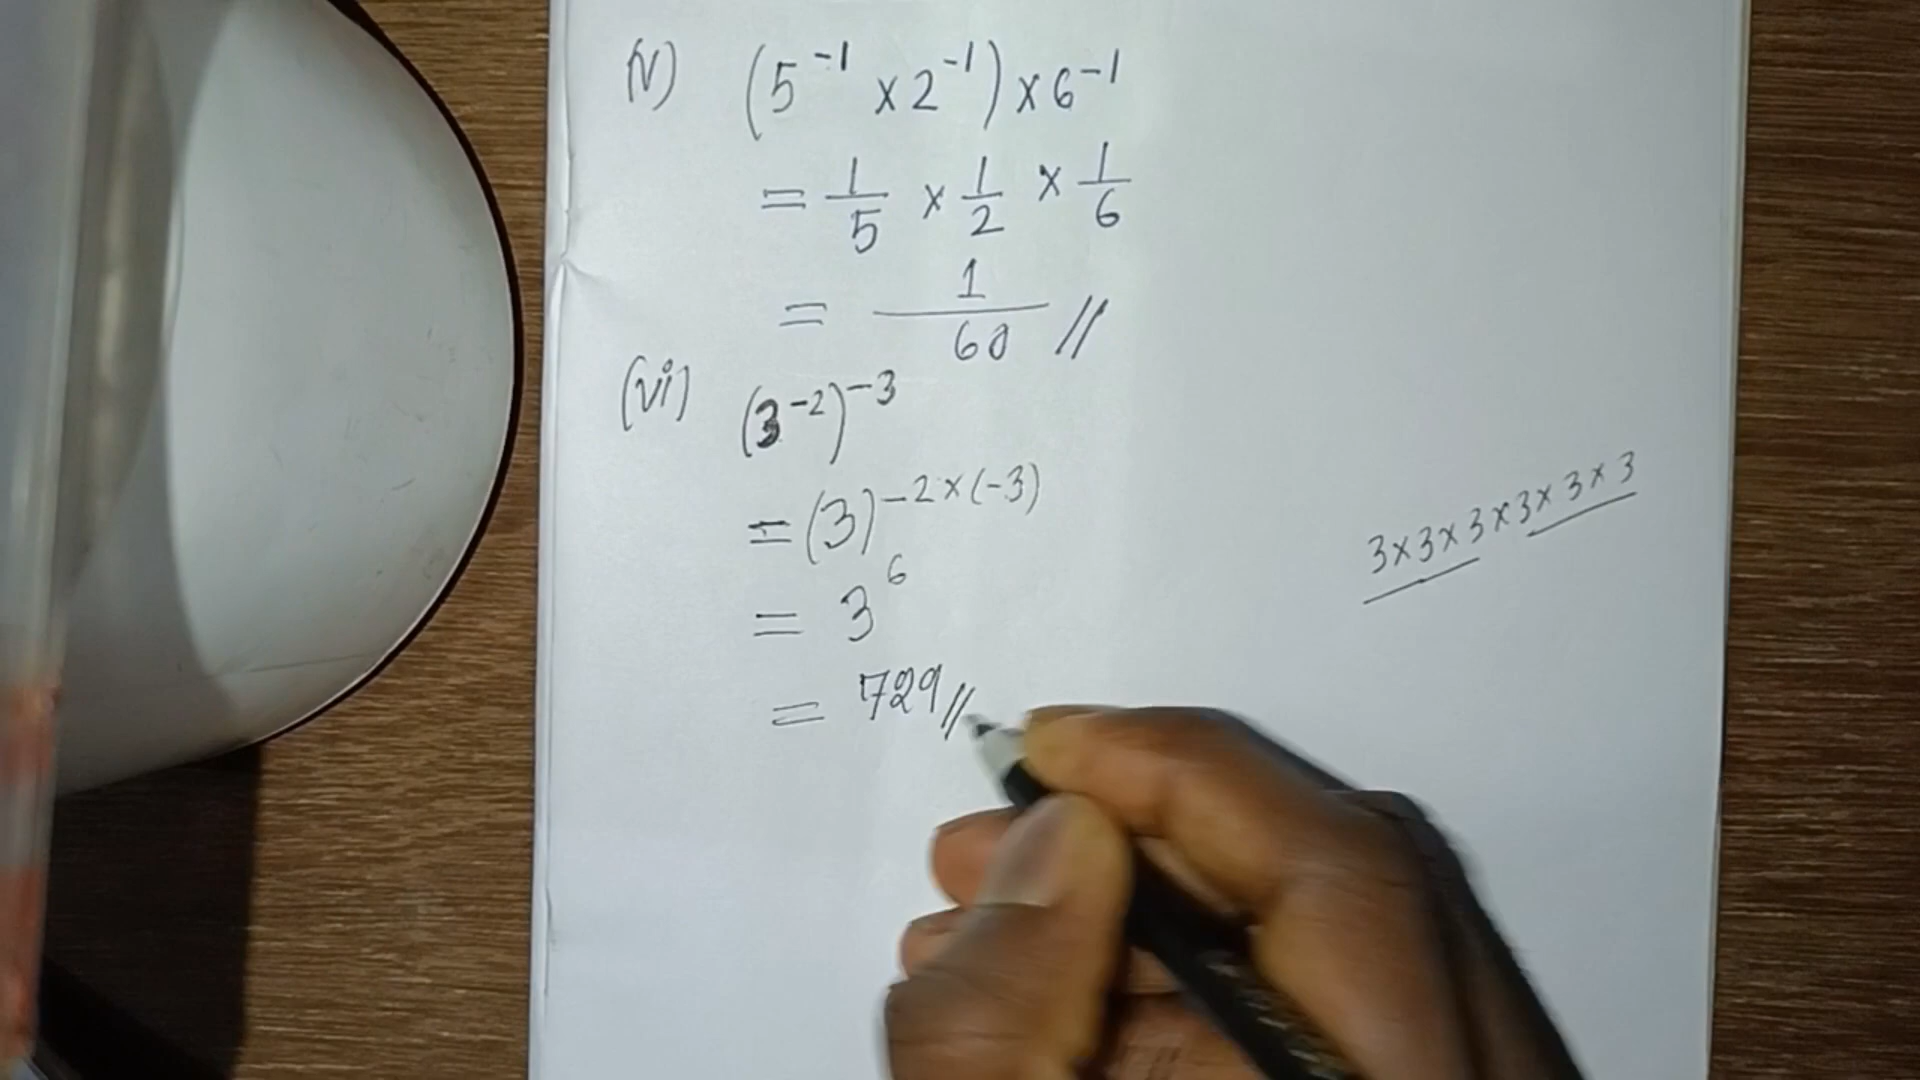 (v) (5⁻¹ × 2⁻¹) × 6⁻¹
= 1/5 × 1/2 × 1/6
= 1/60 //
(vi) (3⁻²)⁻³
= (3)⁻²ˣ⁽⁻³⁾
= 3⁶
= 729 //
3×3×3×3×3×3